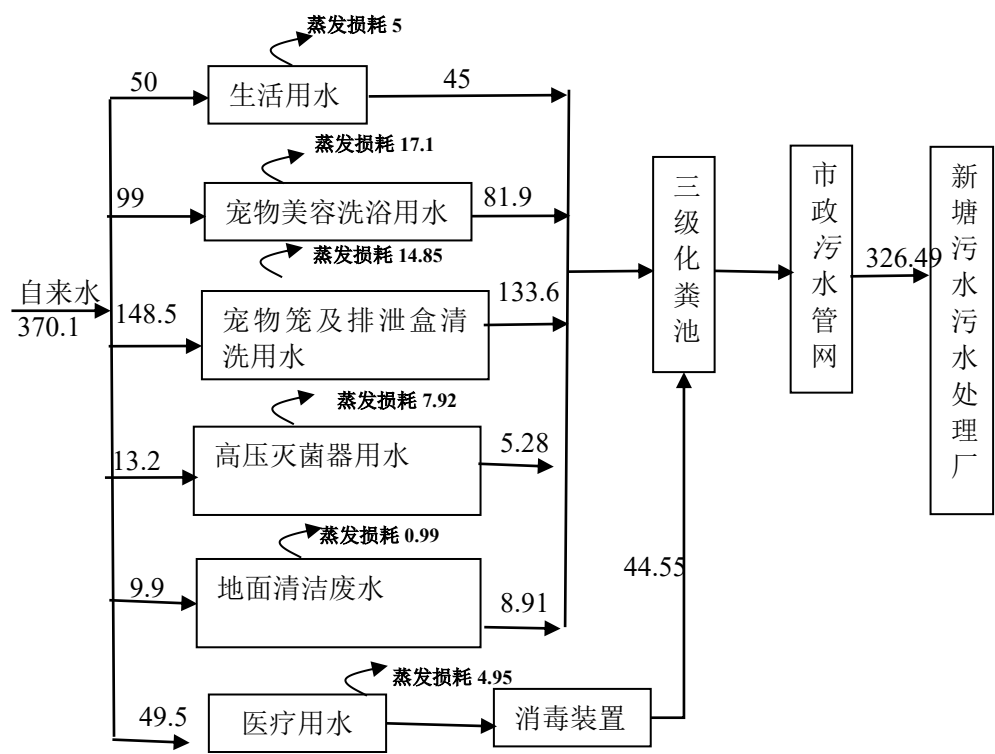 蒸发损耗 5
50
生活用水
45
蒸发损耗 17.1
99
宠物美容洗浴用水
81.9
蒸发损耗 14.85
自来水
370.1
148.5
宠物笼及排泄盒清
洗用水
133.6
蒸发损耗 7.92
13.2
高压灭菌器用水
5.28
蒸发损耗 0.99
9.9
地面清洁废水
8.91
蒸发损耗 4.95
49.5
医疗用水
消毒装置
44.55
三级化粪池
市政污水管网
326.49
新塘污水污水处理厂